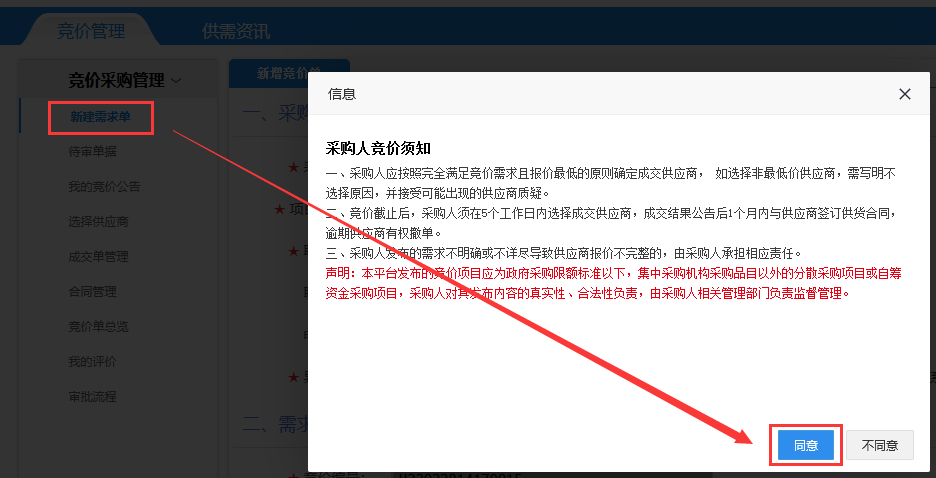 竞价管理
供需资讯
竞价采购管理
新建需求单
待审单据
我的竞价公告
选择供应商
成交单管理
合同管理
竞价单总览
我的评价
审批流程
新增竞价单
一、采购
项目
二、需求
信息
采购人竞价须知
一、采购人应按照完全满足竞价需求且报价最低的原则确定成交供应商， 如选择非最低价供应商，需写明不
选择原因，并接受可能出现的供应商质疑。
二、竞价截止后，采购人须在5个工作日内选择成交供应商，成交结果公告后1个月内与供应商签订供货合同，
逾期供应商有权撤单。
三、采购人发布的需求不明确或不详尽导致供应商报价不完整的，由采购人承担相应责任。
声明：本平台发布的竞价项目应为政府采购限额标准以下，集中采购机构采购品目以外的分散采购项目或自筹
资金采购项目，采购人对其发布内容的真实性、合法性负责，由采购人相关管理部门负责监督管理。
同意
不同意